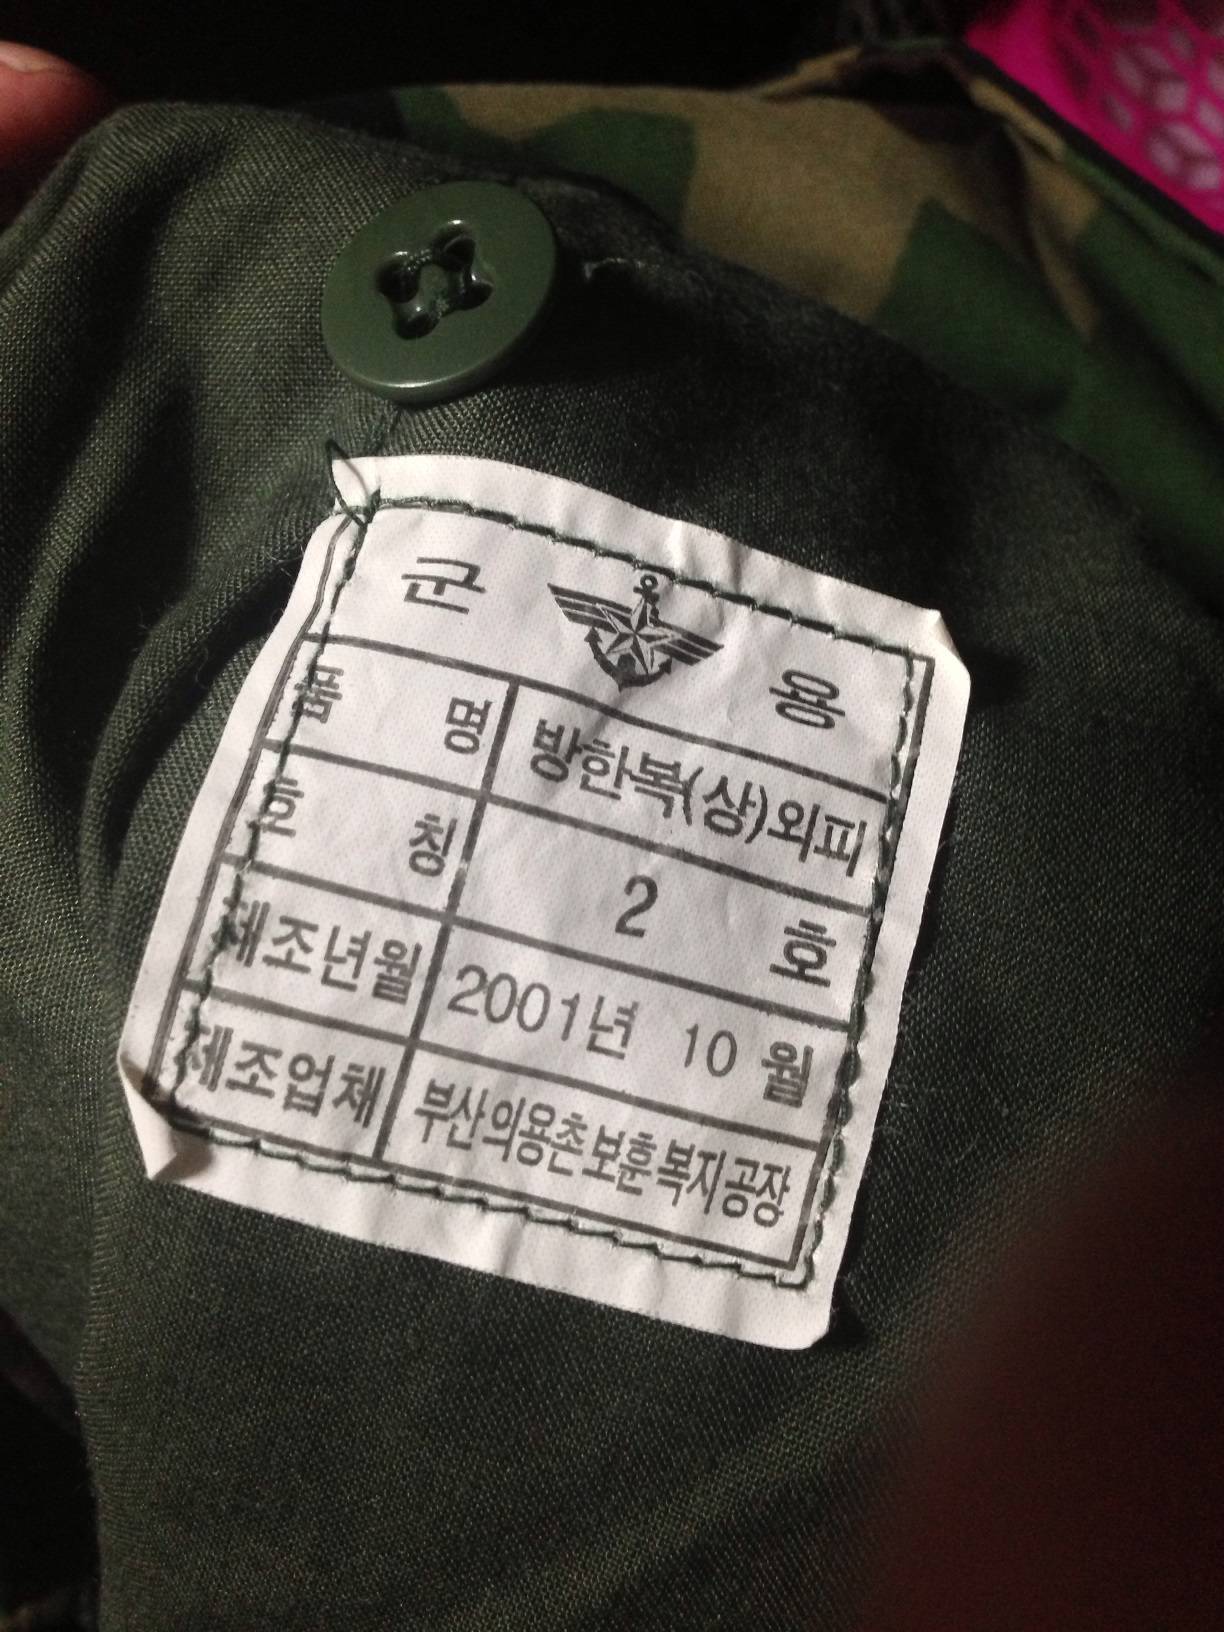 군 용
품 명 방한복(상)외피
호 칭 2 호
제조년월 2001년 10 월
제조업체 부산의용촌보훈복지공장